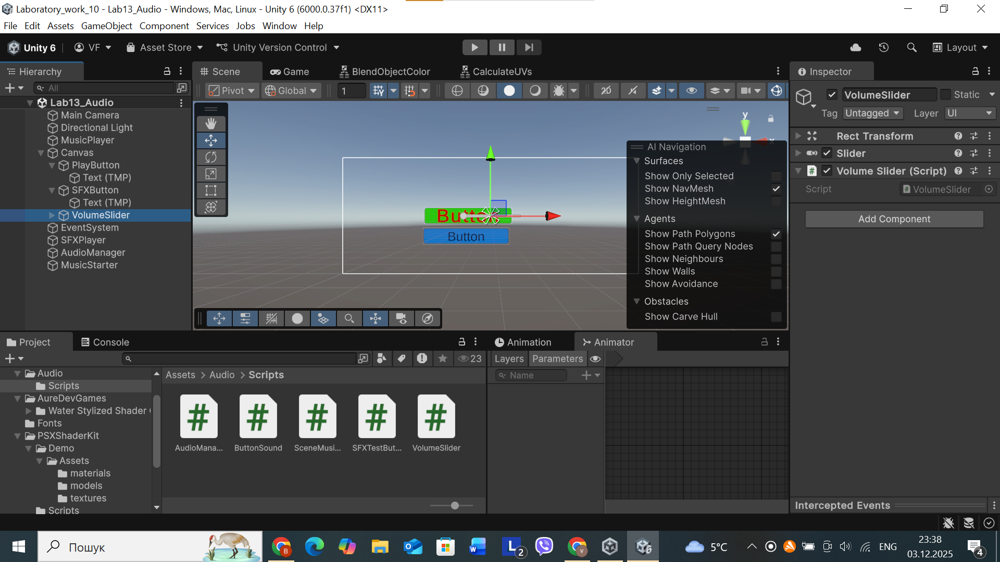 Laboratory_work_10 - Lab13_Audio - Windows, Mac, Linux - Unity 6 (6000.0.37f1) <DX11>
File Edit Assets GameObject Component Services Jobs Window Help
Unity 6 VF Asset Store Unity Version Control Layout
Hierarchy
All
Lab13_Audio
Main Camera
Directional Light
MusicPlayer
Canvas
PlayButton
Text (TMP)
SFXButton
Text (TMP)
VolumeSlider
EventSystem
SFXPlayer
AudioManager
MusicStarter
Scene Game BlendObjectColor CalculateUVs
Pivot Global 1 2D
y
x
Button
Button
AI Navigation
Surfaces
Show Only Selected
Show NavMesh
Show HeightMesh
Agents
Show Path Polygons
Show Path Query Nodes
Show Neighbours
Show Walls
Show Avoidance
Obstacles
Show Carve Hull
Inspector
VolumeSlider Static
Tag Untagged Layer UI
Rect Transform
Slider
# Volume Slider (Script)
Script # VolumeSlider
Add Component
Intercepted Events
Project Console
23
Audio
Scripts
AureDevGames
Water Stylized Shader
Fonts
PSXShaderKit
Demo
Assets
materials
models
textures
Scripts
Assets > Audio > Scripts
# # # # #
AudioMana... ButtonSound SceneMusi... SFXTestBut... VolumeSlider
Animation Animator
Layers Parameters
Name
Пошук
B W L 2 V 6
5°C
ENG
23:38
03.12.2025
4